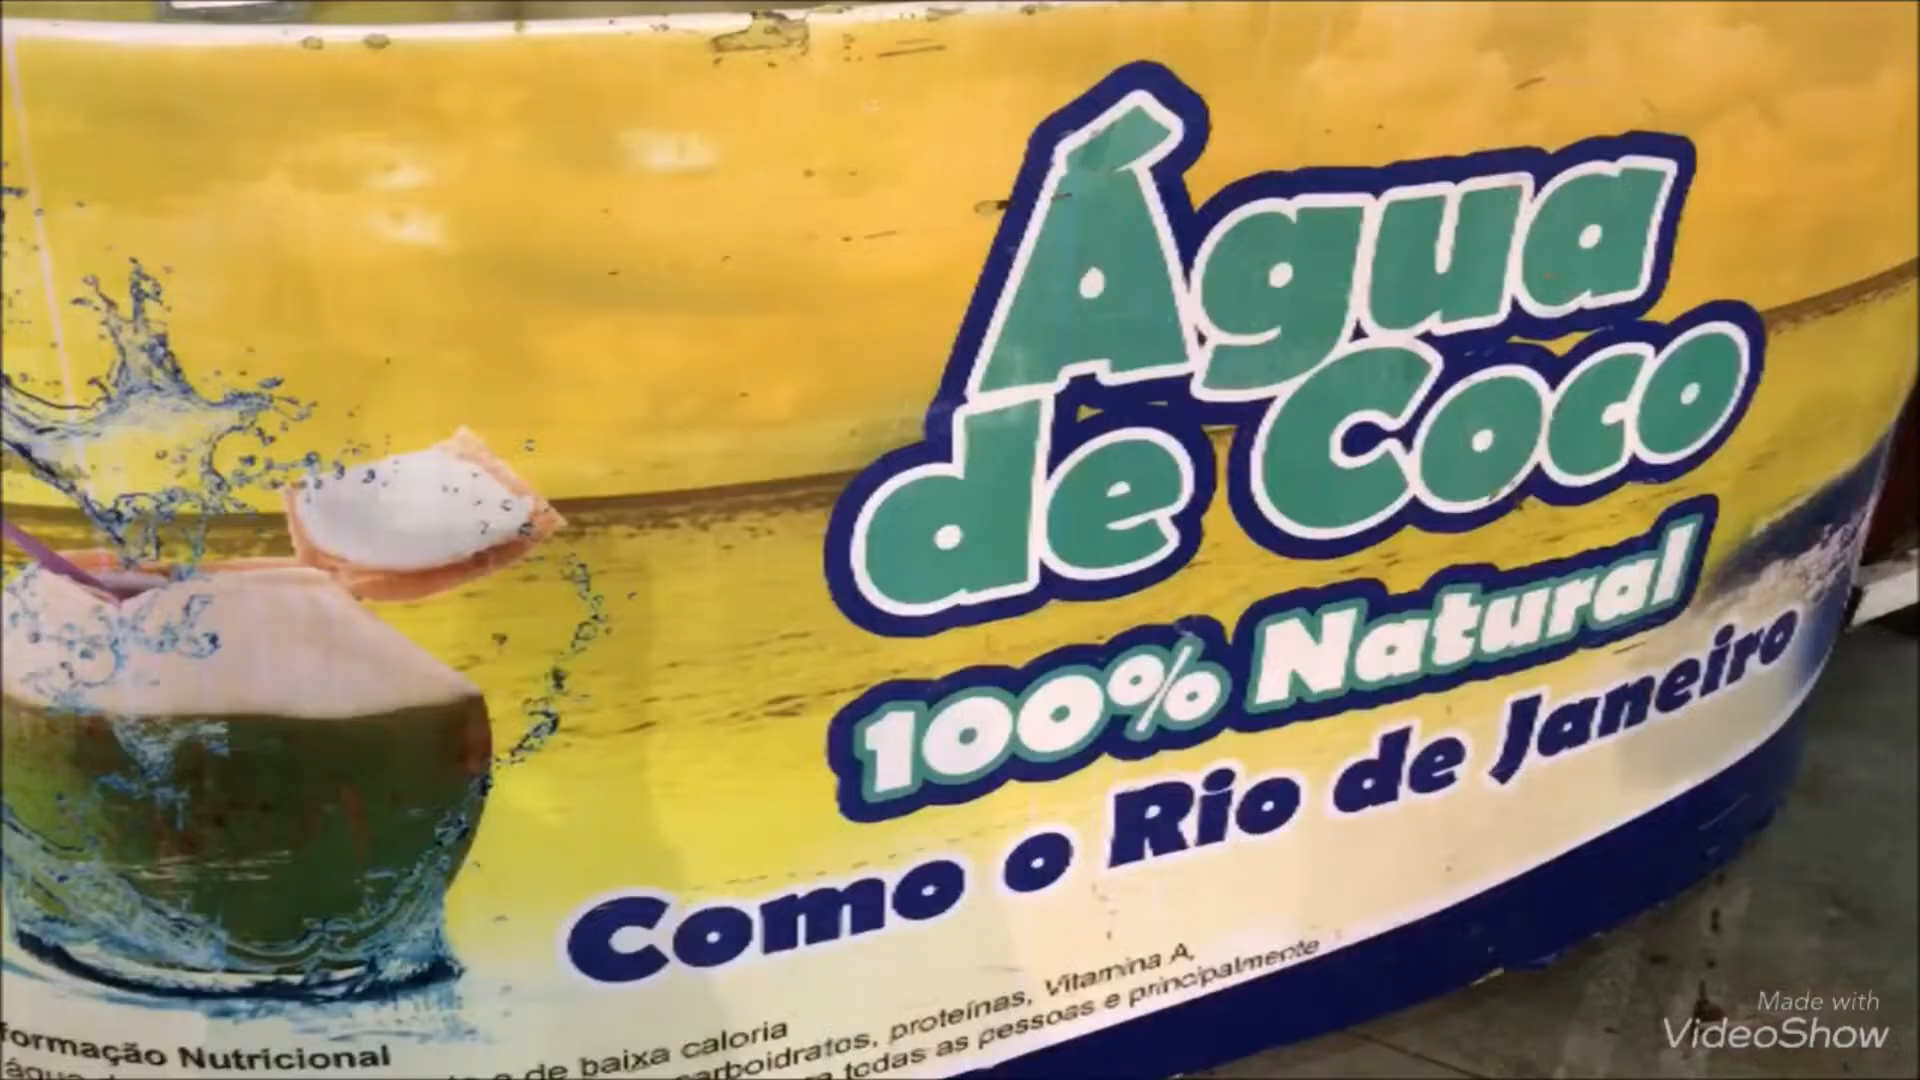 Água
de Coco
100% Natural
Como o Rio de Janeiro
formação Nutricional
de baixa caloria
arboidratos, proteínas, Vitamina A,
todas as pessoas e principalmente
Made with
VideoShow